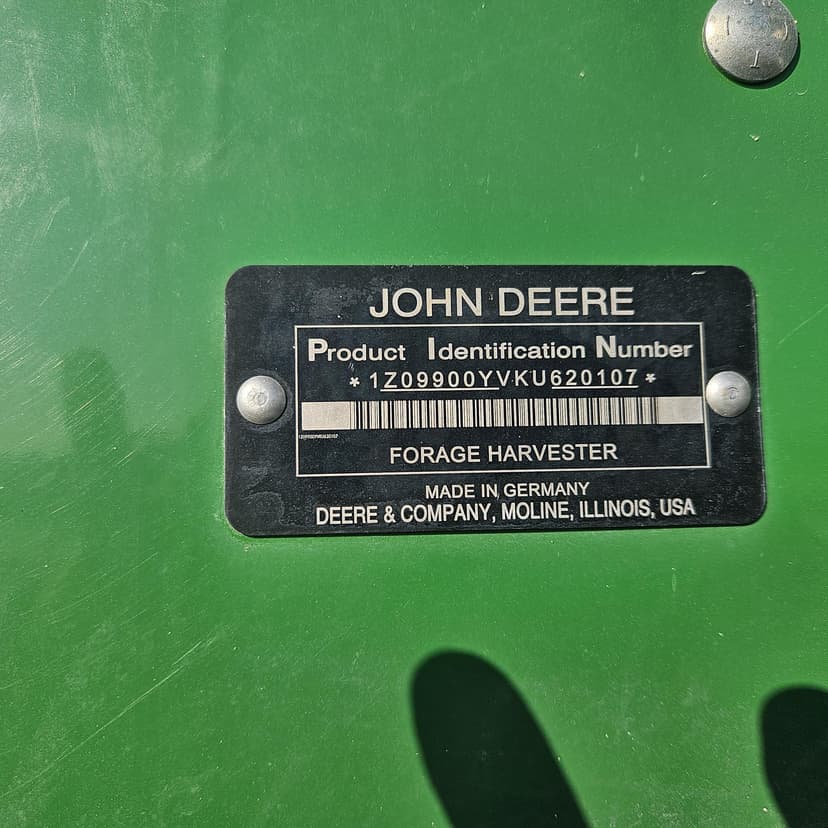 JOHN DEERE
Product Identification Number
* 1Z09900YVKU620107 *
FORAGE HARVESTER
MADE IN GERMANY
DEERE & COMPANY, MOLINE, ILLINOIS, USA